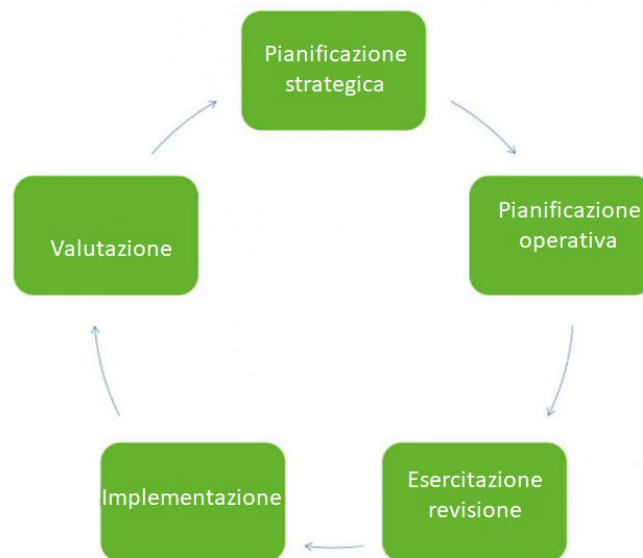 Pianificazione
strategica
Pianificazione
operativa
Esercitazione
revisione
Implementazione
Valutazione